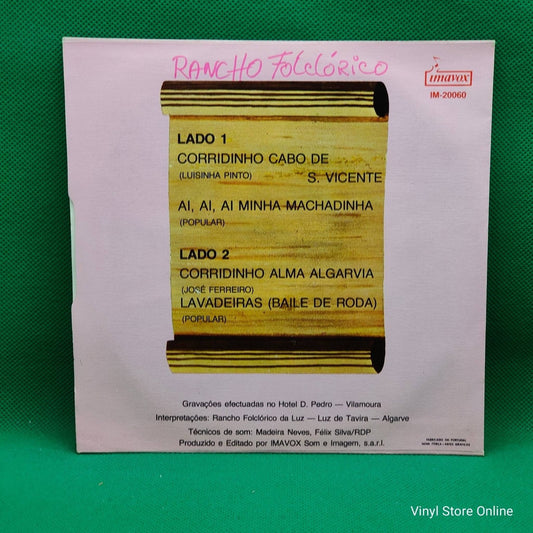 RANCHO FOLCLÓRICO
imavox
IM-20060
LADO 1
CORRIDINHO CABO DE
(LUISINHA PINTO) S. VICENTE
AI, AI, AI MINHA MACHADINHA
(POPULAR)
LADO 2
CORRIDINHO ALMA ALGARVIA
(JOSÉ FERREIRO)
LAVADEIRAS (BAILE DE RODA)
(POPULAR)
Gravações efectuadas no Hotel D. Pedro — Vilamoura
Interpretações: Rancho Folclórico da Luz — Luz de Tavira — Algarve
Técnicos de som: Madeira Neves, Félix Silva/RDP
Produzido e Editado por IMAVOX Som e Imagem, s.a.r.l.
FABRICADO EM PORTUGAL
Vinyl Store Online